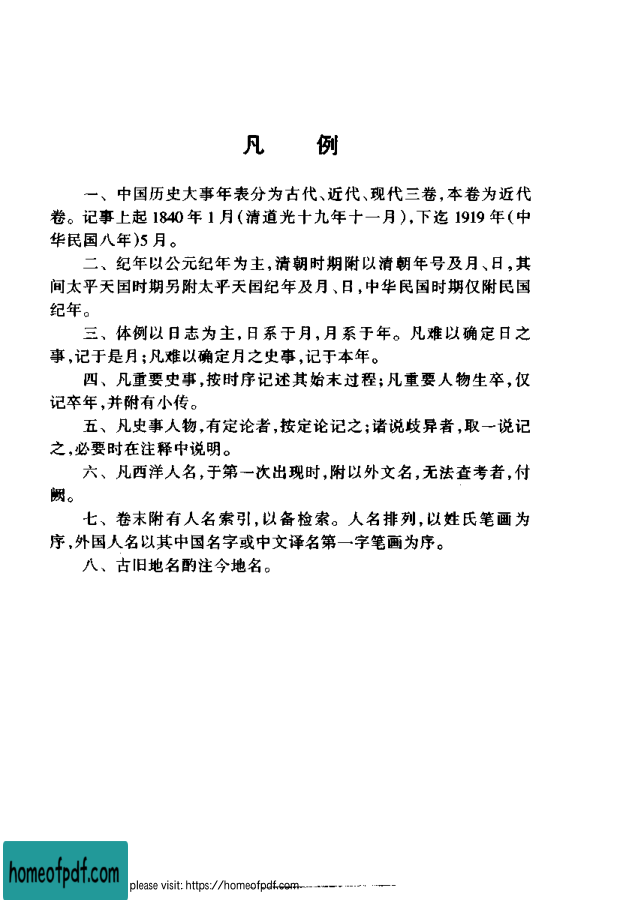 凡 例
一、中国历史大事年表分为古代、近代、现代三卷,本卷为近代
卷。记事上起 1840 年 1 月(清道光十九年十一月),下迄 1919 年(中
华民国八年)5 月。
二、纪年以公元纪年为主,清朝时期附以清朝年号及月、日,其
间太平天国时期另附太平天国纪年及月、日,中华民国时期仅附民国
纪年。
三、体例以日志为主,日系于月,月系于年。凡难以确定日之
事,记于是月;凡难以确定月之史事,记于本年。
四、凡重要史事,按时序记述其始末过程;凡重要人物生卒,仅
记卒年,并附有小传。
五、凡史事人物,有定论者,按定论记之;诸说歧异者,取一说记
之,必要时在注释中说明。
六、凡西洋人名,于第一次出现时,附以外文名,无法查考者,付
阙。
七、卷末附有人名索引,以备检索。人名排列,以姓氏笔画为
序,外国人名以其中国名字或中文译名第一字笔画为序。
八、古旧地名酌注今地名。
homeofpdf.com
please visit: https://homeofpdf.com